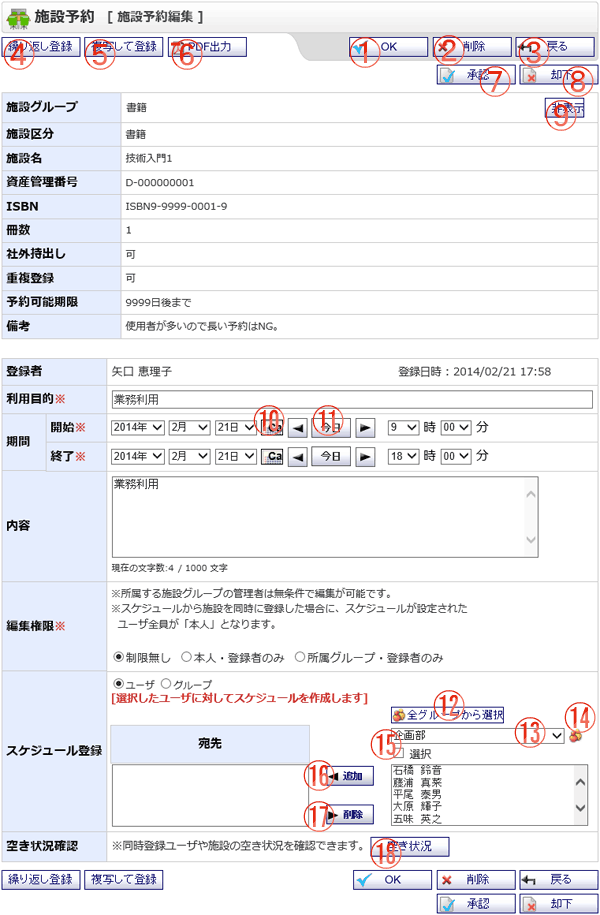 施設予約 [ 施設予約編集 ]
繰り返し登録 複写して登録 PDF出力 OK 削除 戻る
④ ⑤ ⑥ ① ② ③
承認 却下
⑦ ⑧
施設グループ 書籍 非表示
⑨
施設区分 書籍
施設名 技術入門1
資産管理番号 D-000000001
ISBN ISBN9-9999-0001-9
冊数 1
社外持出し 可
重複登録 可
予約可能期限 9999日後まで
備考 使用者が多いので長い予約はNG。
登録者 矢口 恵理子 登録日時：2014/02/21 17:58
利用目的※ 業務利用
⑩ ⑪
期間 開始※ 2014年 2月 21日 Ca 今日 9 時 00 分
終了※ 2014年 2月 21日 Ca 今日 18 時 00 分
内容 業務利用
現在の文字数:4 / 1000 文字
編集権限※
※所属する施設グループの管理者は無条件で編集が可能です。
※スケジュールから施設を同時に登録した場合に、スケジュールが設定された
ユーザ全員が「本人」となります。
制限無し 本人・登録者のみ 所属グループ・登録者のみ
スケジュール登録
ユーザ グループ
[選択したユーザに対してスケジュールを作成します]
⑫
全グループから選択
宛先
企画部 ⑬ ⑭
⑮ 選択
⑯ 追加
⑰ 削除
石橋 鈴音
藤浦 真菜
平尾 泰男
大原 輝子
五味 英之
空き状況確認 ※同時登録ユーザや施設の空き状況を確認できます。 空き状況
⑱
繰り返し登録 複写して登録 OK 削除 戻る
承認 却下